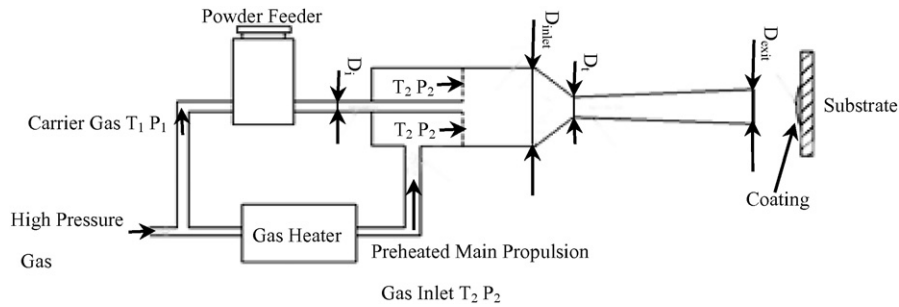 Powder Feeder
D_inlet
D_exit
D_i
D_t
T₂ P₂
Carrier Gas T₁ P₁
T₂ P₂
Substrate
Coating
High Pressure
Gas
Gas Heater
Preheated Main Propulsion
Gas Inlet T₂ P₂